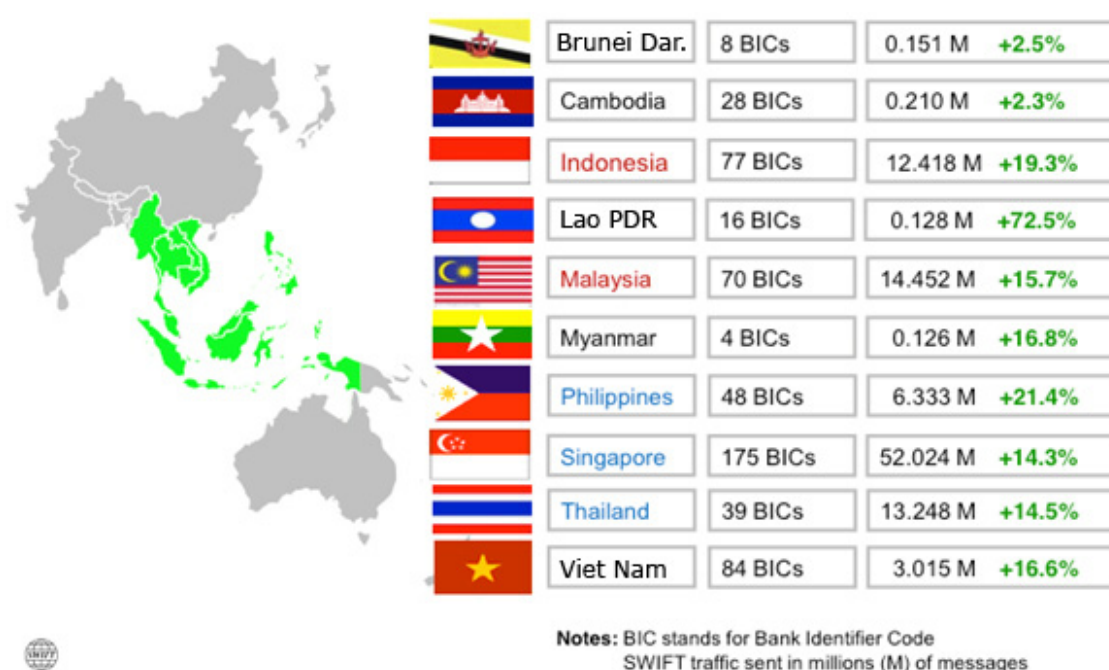 Brunei Dar. 8 BICs 0.151 M +2.5%
Cambodia 28 BICs 0.210 M +2.3%
Indonesia 77 BICs 12.418 M +19.3%
Lao PDR 16 BICs 0.128 M +72.5%
Malaysia 70 BICs 14.452 M +15.7%
Myanmar 4 BICs 0.126 M +16.8%
Philippines 48 BICs 6.333 M +21.4%
Singapore 175 BICs 52.024 M +14.3%
Thailand 39 BICs 13.248 M +14.5%
Viet Nam 84 BICs 3.015 M +16.6%
Notes: BIC stands for Bank Identifier Code
SWIFT traffic sent in millions (M) of messages
SWIFT